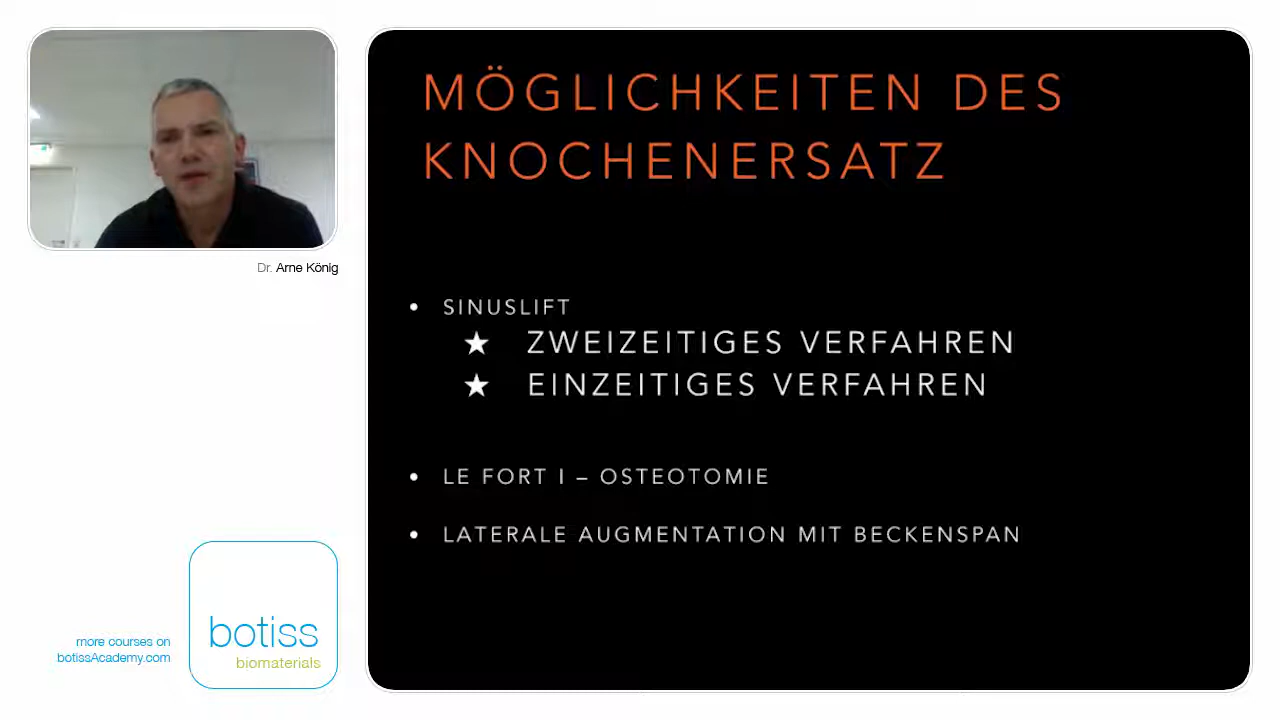 Dr. Arne König
MÖGLICHKEITEN DES
KNOCHENERSATZ
• SINUSLIFT
★ ZWEIZEITIGES VERFAHREN
★ EINZEITIGES VERFAHREN
• LE FORT I – OSTEOTOMIE
• LATERALE AUGMENTATION MIT BECKENSPAN
more courses on
botissAcademy.com
botiss
biomaterials